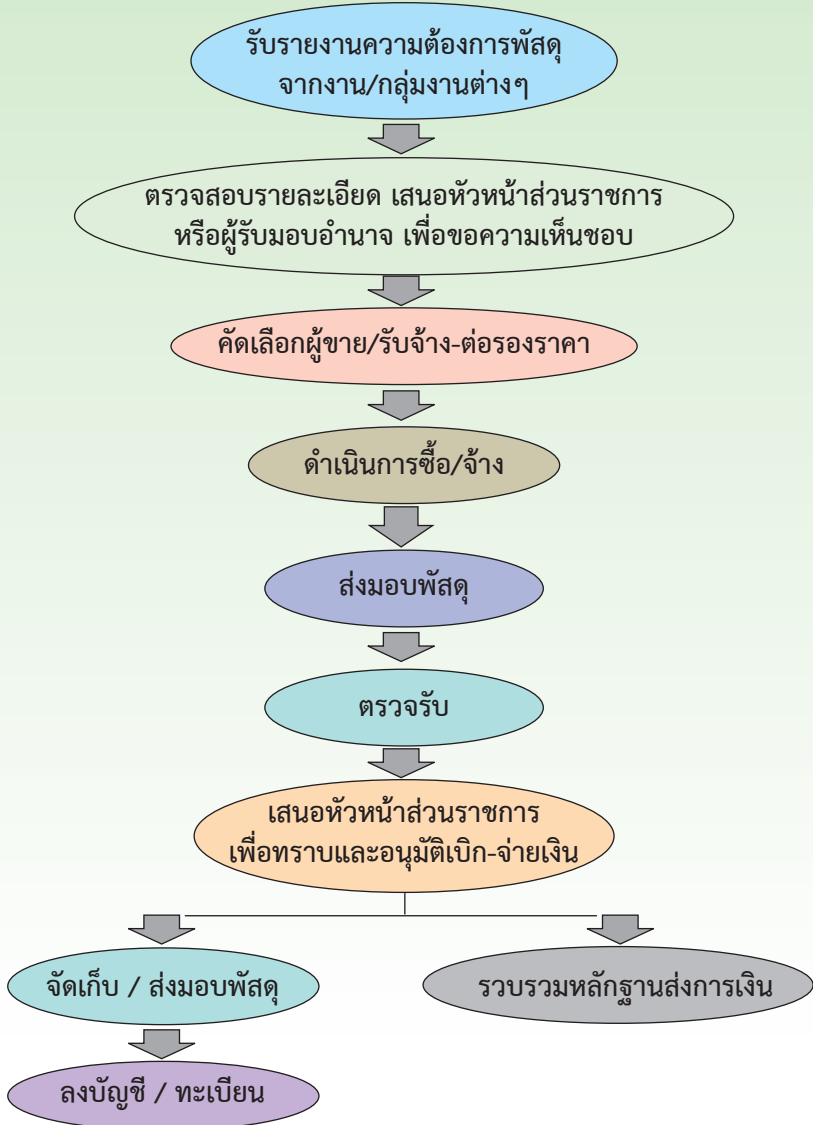 รับรายงานความต้องการพัสดุ
จากงาน/กลุ่มงานต่างๆ
ตรวจสอบรายละเอียด เสนอหัวหน้าส่วนราชการ
หรือผู้รับมอบอำนาจ เพื่อขอความเห็นชอบ
คัดเลือกผู้ขาย/รับจ้าง-ต่อรองราคา
ดำเนินการซื้อ/จ้าง
ส่งมอบพัสดุ
ตรวจรับ
เสนอหัวหน้าส่วนราชการ
เพื่อทราบและอนุมัติเบิก-จ่ายเงิน
จัดเก็บ / ส่งมอบพัสดุ
รวบรวมหลักฐานส่งการเงิน
ลงบัญชี / ทะเบียน